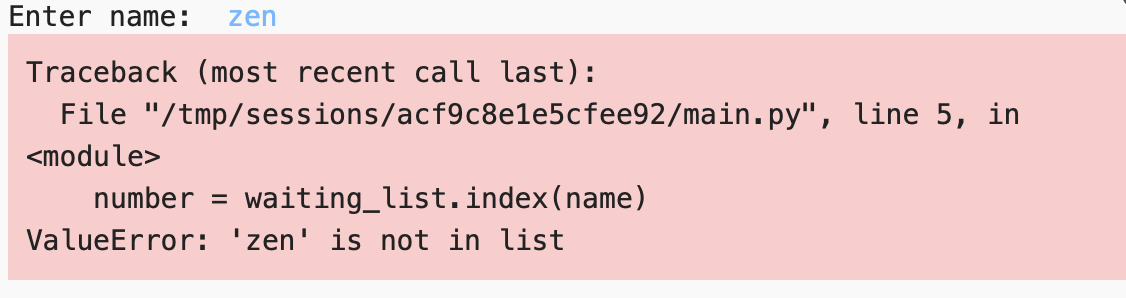 Enter name:  zen
Traceback (most recent call last):
  File "/tmp/sessions/acf9c8e1e5cfee92/main.py", line 5, in
<module>
    number = waiting_list.index(name)
ValueError: 'zen' is not in list